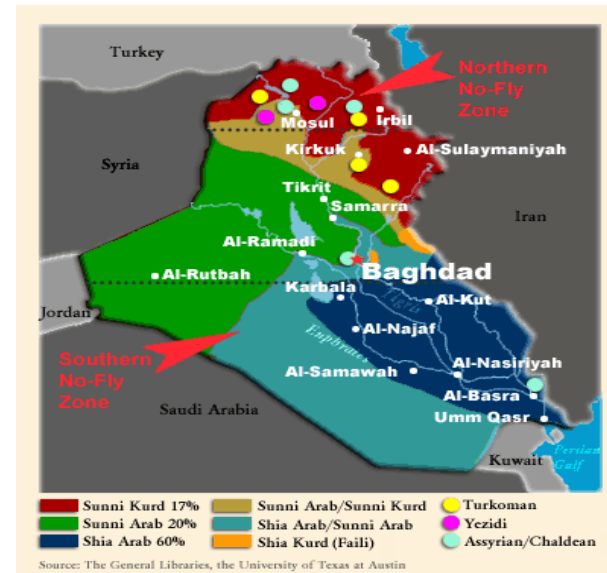 Turkey
Northern
No-Fly
Zone
Mosul
Irbil
Kirkuk
Al-Sulaymaniyah
Syria
Tikrit
Samarra
Iran
Al-Ramadi
Baghdad
Al-Rutbah
Karbala
Tigris
Al-Kut
Jordan
Al-Najaf
Euphrates
Southern
No-Fly
Zone
Al-Samawah
Al-Nasiriyah
Al-Basra
Saudi Arabia
Umm Qasr
Kuwait
Persian
Gulf
Sunni Kurd 17%
Sunni Arab/Sunni Kurd
Turkoman
Sunni Arab 20%
Shia Arab/Sunni Arab
Yezidi
Shia Arab 60%
Shia Kurd (Faili)
Assyrian/Chaldean
Source: The General Libraries, the University of Texas at Austin